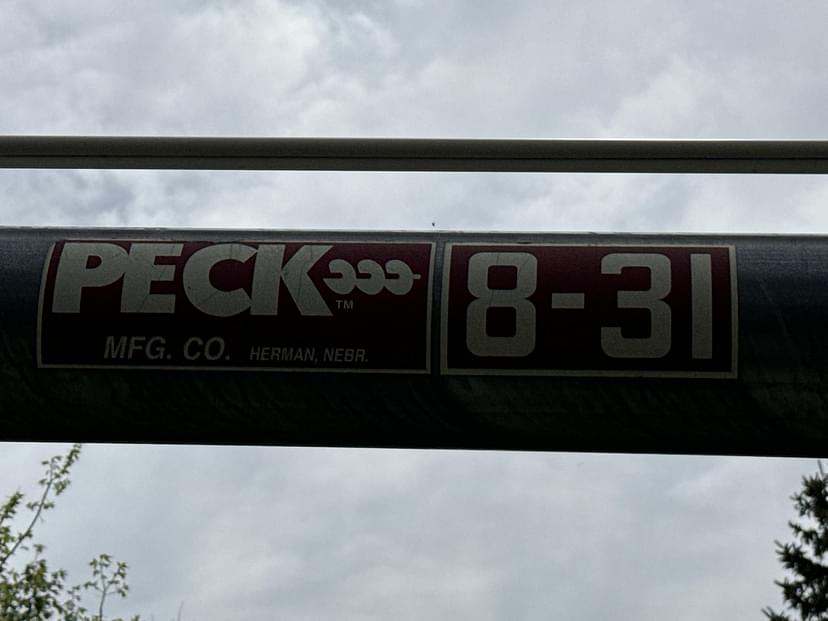 PECK ™
MFG. CO. HERMAN, NEBR.
8-31